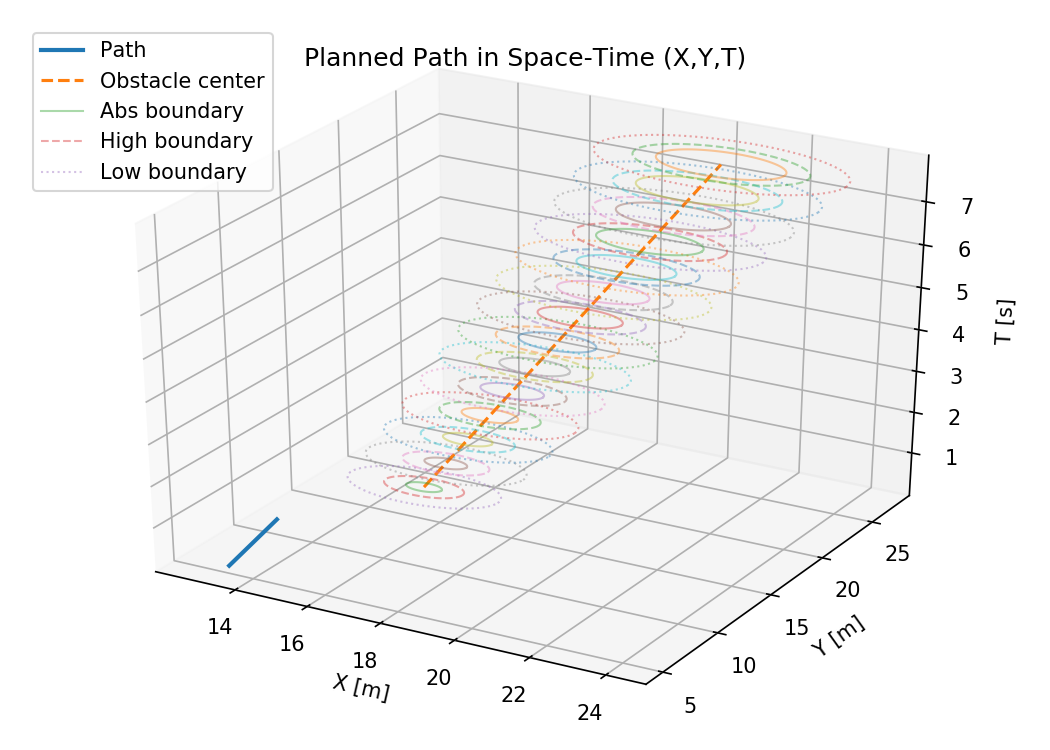 Planned Path in Space-Time (X,Y,T)
Path
Obstacle center
Abs boundary
High boundary
Low boundary
7
6
5
4
3
2
1
T [s]
25
20
15
10
5
Y [m]
14
16
18
20
22
24
X [m]